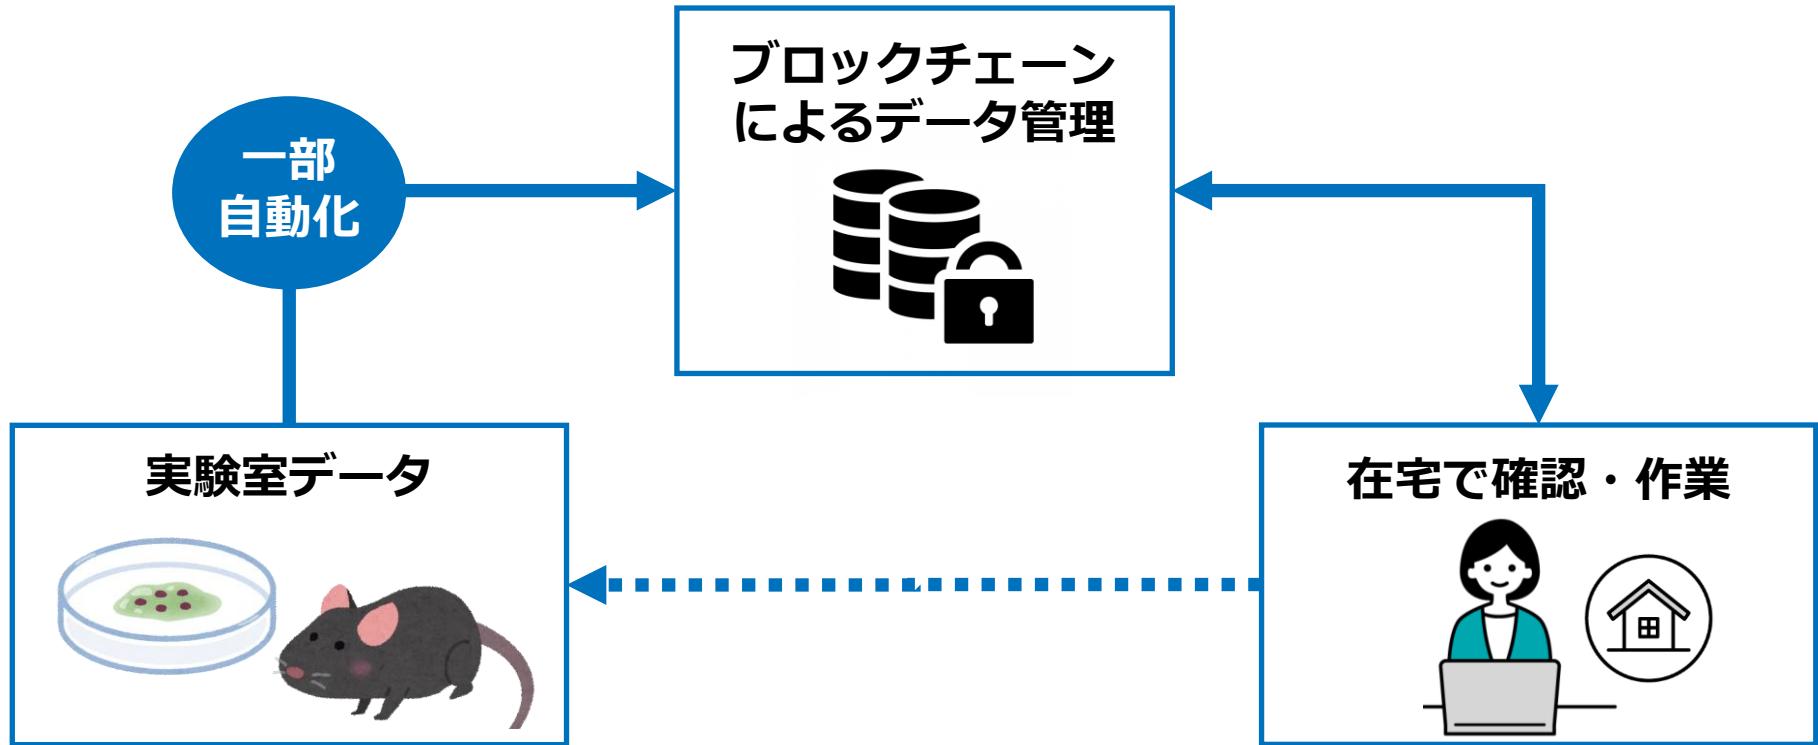 ブロックチェーン
によるデータ管理
一部
自動化
実験室データ
在宅で確認・作業